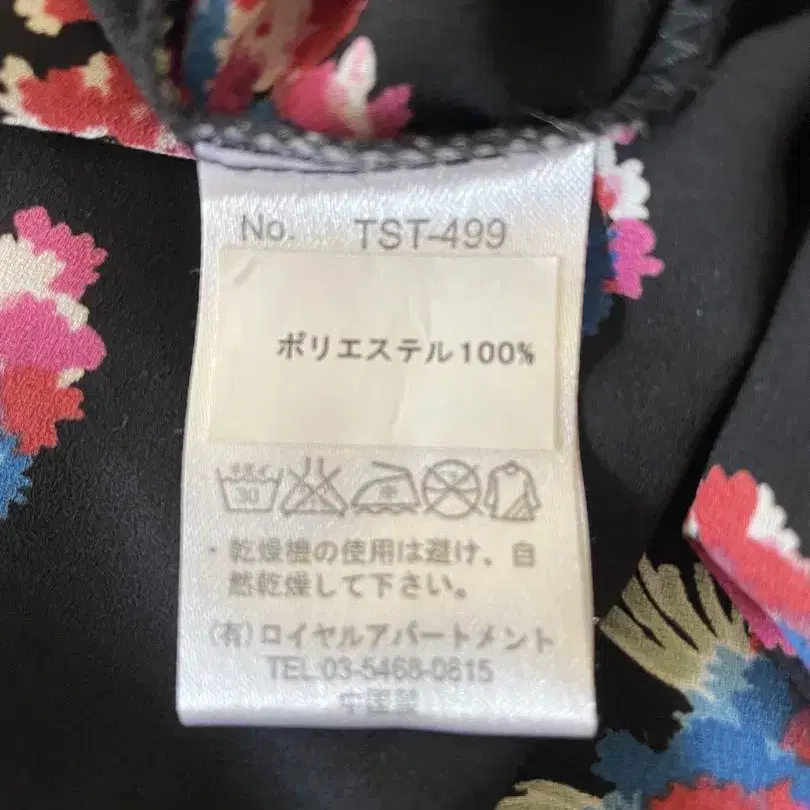 No. TST-499
ポリエステル100%
30
・乾燥機の使用は避け、自
然乾燥して下さい。
(有)ロイヤルアパートメント
TEL 03-5468-0815
中国製